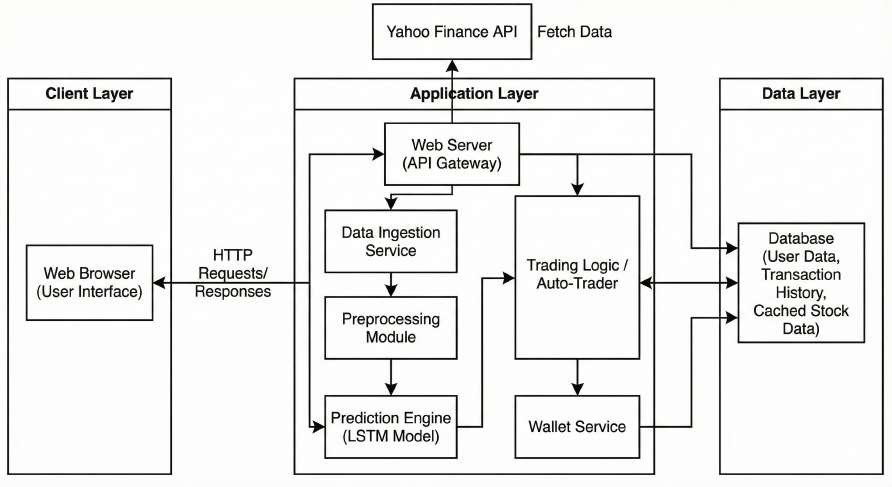 Yahoo Finance API
Fetch Data
Client Layer
Application Layer
Data Layer
Web Server
(API Gateway)
Data Ingestion
Service
Trading Logic /
Auto-Trader
Database
(User Data,
Transaction
History,
Cached Stock
Data)
Web Browser
(User Interface)
HTTP
Requests/
Responses
Preprocessing
Module
Prediction Engine
(LSTM Model)
Wallet Service